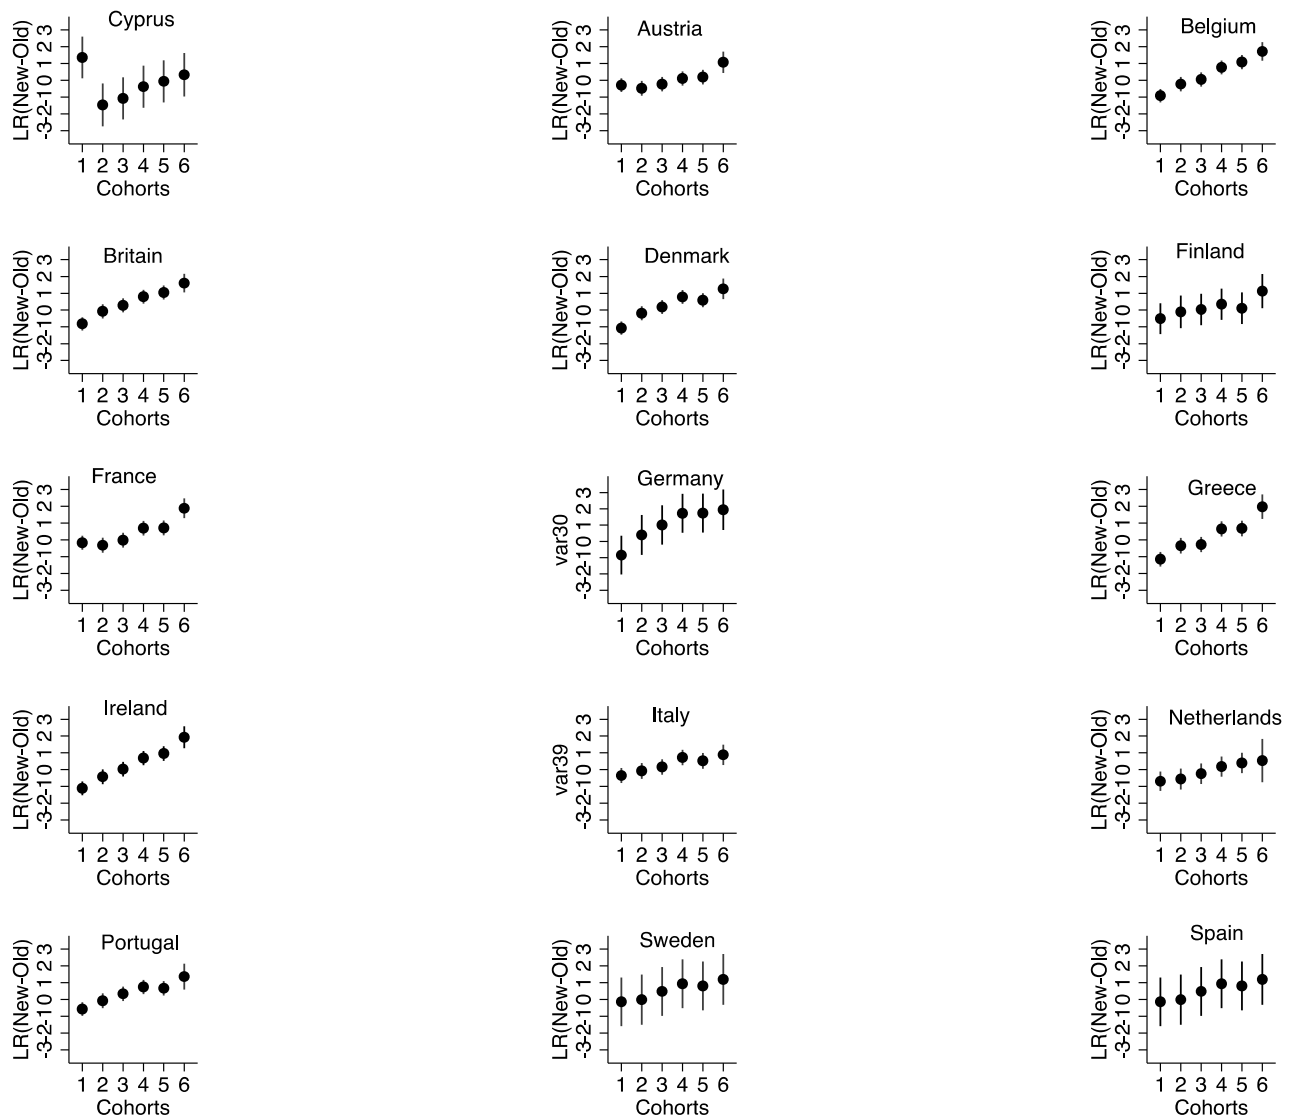 Cyprus
LR(New-Old)
-3 -2 -1 0 1 2 3
1 2 3 4 5 6
Cohorts
Austria
LR(New-Old)
-3 -2 -1 0 1 2 3
1 2 3 4 5 6
Cohorts
Belgium
LR(New-Old)
-3 -2 -1 0 1 2 3
1 2 3 4 5 6
Cohorts
Britain
LR(New-Old)
-3 -2 -1 0 1 2 3
1 2 3 4 5 6
Cohorts
Denmark
LR(New-Old)
-3 -2 -1 0 1 2 3
1 2 3 4 5 6
Cohorts
Finland
LR(New-Old)
-3 -2 -1 0 1 2 3
1 2 3 4 5 6
Cohorts
France
LR(New-Old)
-3 -2 -1 0 1 2 3
1 2 3 4 5 6
Cohorts
Germany
var30
-3 -2 -1 0 1 2 3
1 2 3 4 5 6
Cohorts
Greece
LR(New-Old)
-3 -2 -1 0 1 2 3
1 2 3 4 5 6
Cohorts
Ireland
LR(New-Old)
-3 -2 -1 0 1 2 3
1 2 3 4 5 6
Cohorts
Italy
var39
-3 -2 -1 0 1 2 3
1 2 3 4 5 6
Cohorts
Netherlands
LR(New-Old)
-3 -2 -1 0 1 2 3
1 2 3 4 5 6
Cohorts
Portugal
LR(New-Old)
-3 -2 -1 0 1 2 3
1 2 3 4 5 6
Cohorts
Sweden
LR(New-Old)
-3 -2 -1 0 1 2 3
1 2 3 4 5 6
Cohorts
Spain
LR(New-Old)
-3 -2 -1 0 1 2 3
1 2 3 4 5 6
Cohorts